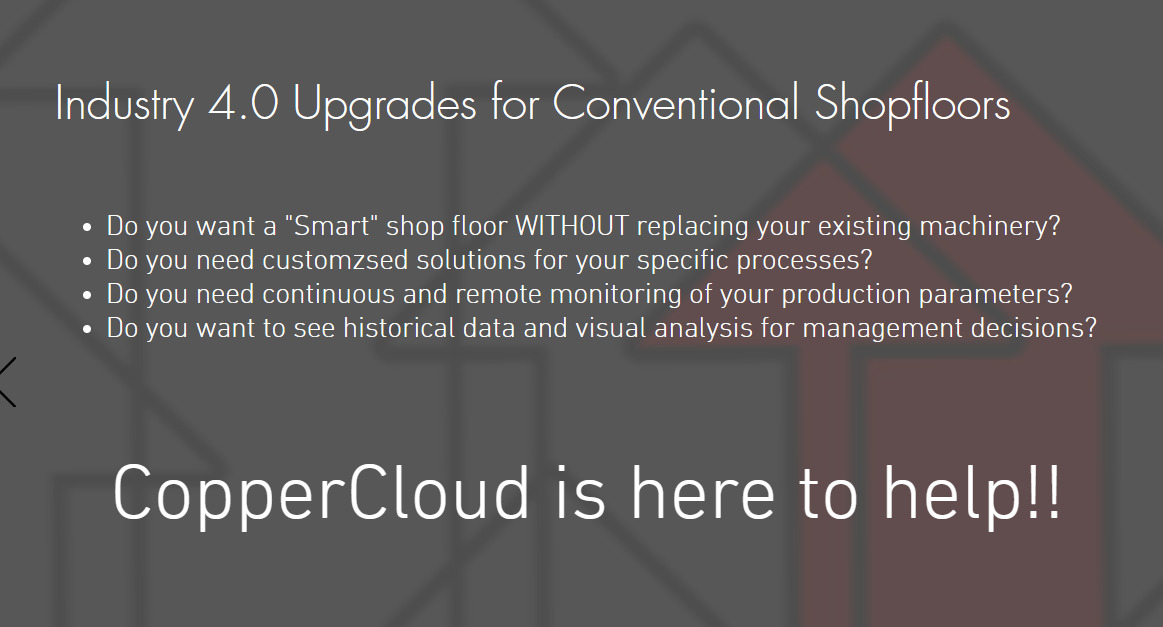 Industry 4.0 Upgrades for Conventional Shopfloors
• Do you want a "Smart" shop floor WITHOUT replacing your existing machinery?
• Do you need customzsed solutions for your specific processes?
• Do you need continuous and remote monitoring of your production parameters?
• Do you want to see historical data and visual analysis for management decisions?
CopperCloud is here to help!!